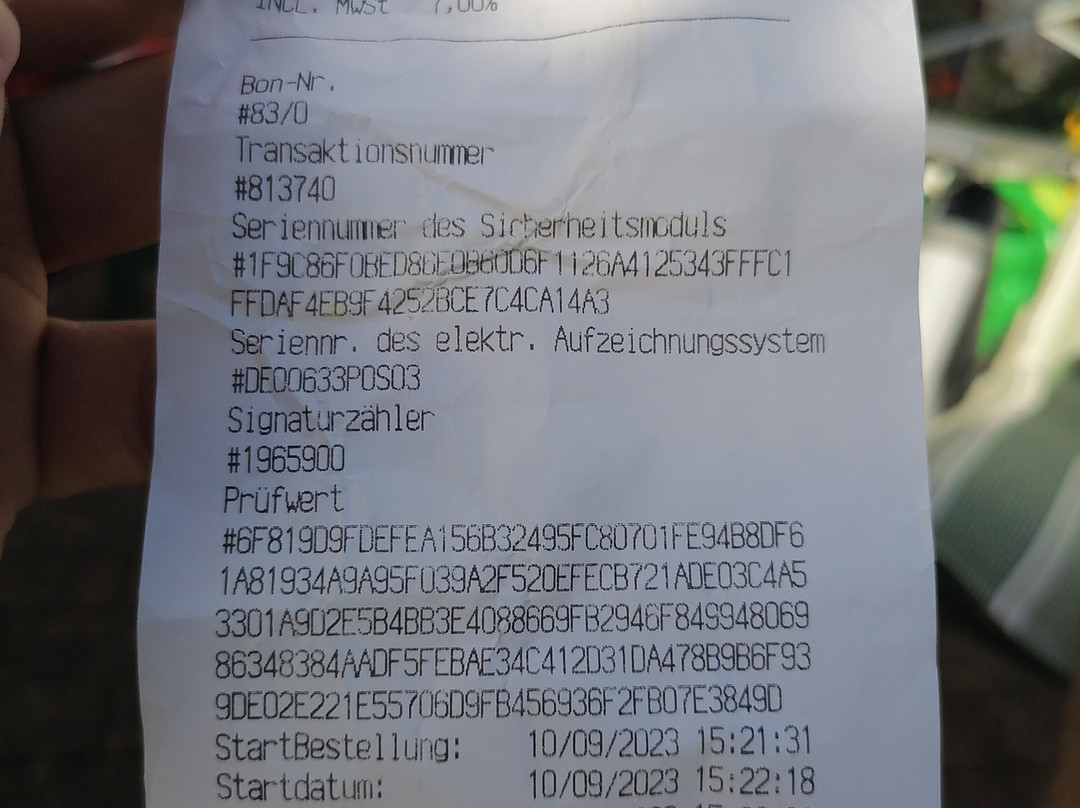 INCL. MWSt 7,00%
Bon-Nr.
#83/0
Transaktionsnummer
#813740
Seriennummer des Sicherheitsmoduls
#1F9C86F0BED86E0B60D6F1126A4125343FFFC1
FFDAF4EB9F4252BCE7C4CA14A3
Seriennr. des elektr. Aufzeichnungssystem
#DE00633P0S03
Signaturzähler
#1965900
Prüfwert
#6F819D9FDEFEA156B32495FC80701FE94B8DF6
1A81934A9A95F039A2F520EFECB721ADE03C4A5
3301A9D2E5B4BB3E4088669FB2946F849948069
86348384AADF5FEBAE34C412D31DA478B9B6F93
9DE02E221E55706D9FB456936F2FB07E3849D
StartBestellung: 10/09/2023 15:21:31
Startdatum: 10/09/2023 15:22:18